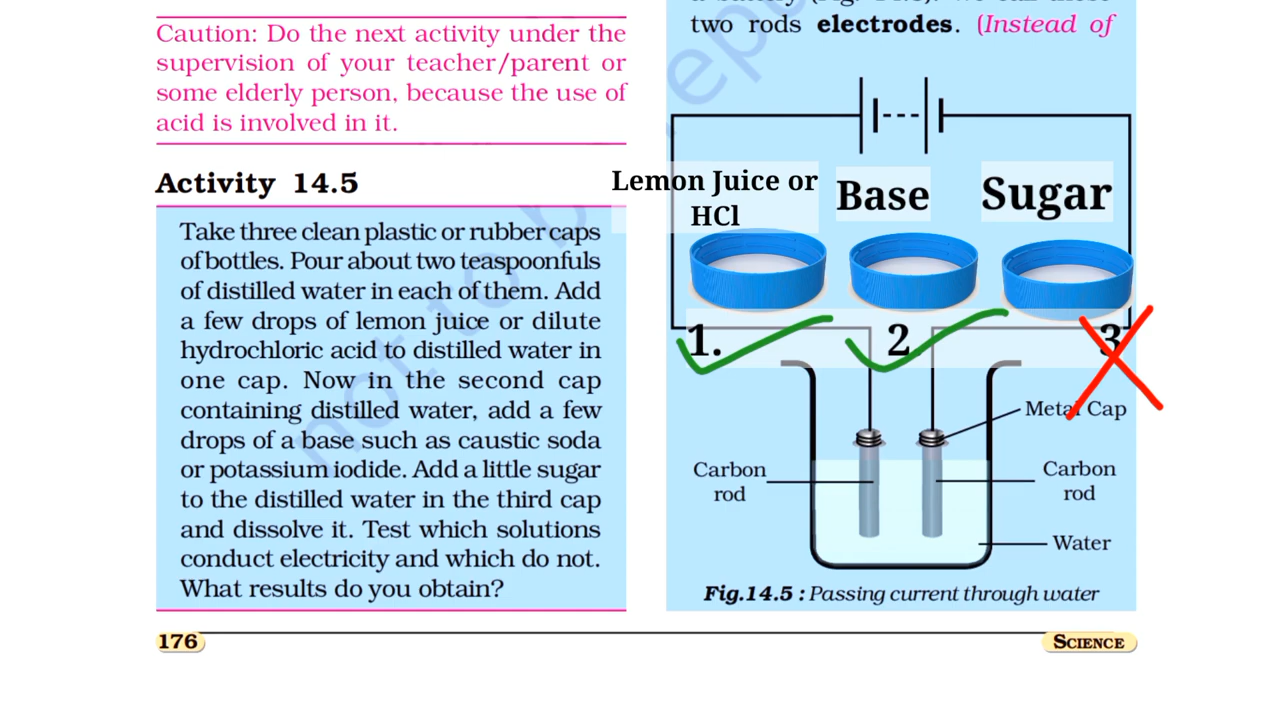 Caution: Do the next activity under the
supervision of your teacher/parent or
some elderly person, because the use of
acid is involved in it.
Activity 14.5
Take three clean plastic or rubber caps
of bottles. Pour about two teaspoonfuls
of distilled water in each of them. Add
a few drops of lemon juice or dilute
hydrochloric acid to distilled water in
one cap. Now in the second cap
containing distilled water, add a few
drops of a base such as caustic soda
or potassium iodide. Add a little sugar
to the distilled water in the third cap
and dissolve it. Test which solutions
conduct electricity and which do not.
What results do you obtain?
two rods electrodes. (Instead of
Lemon Juice or
HCl
Base
Sugar
1.
2
3
Metal Cap
Carbon
rod
Carbon
rod
Water
Fig.14.5 : Passing current through water
176
SCIENCE